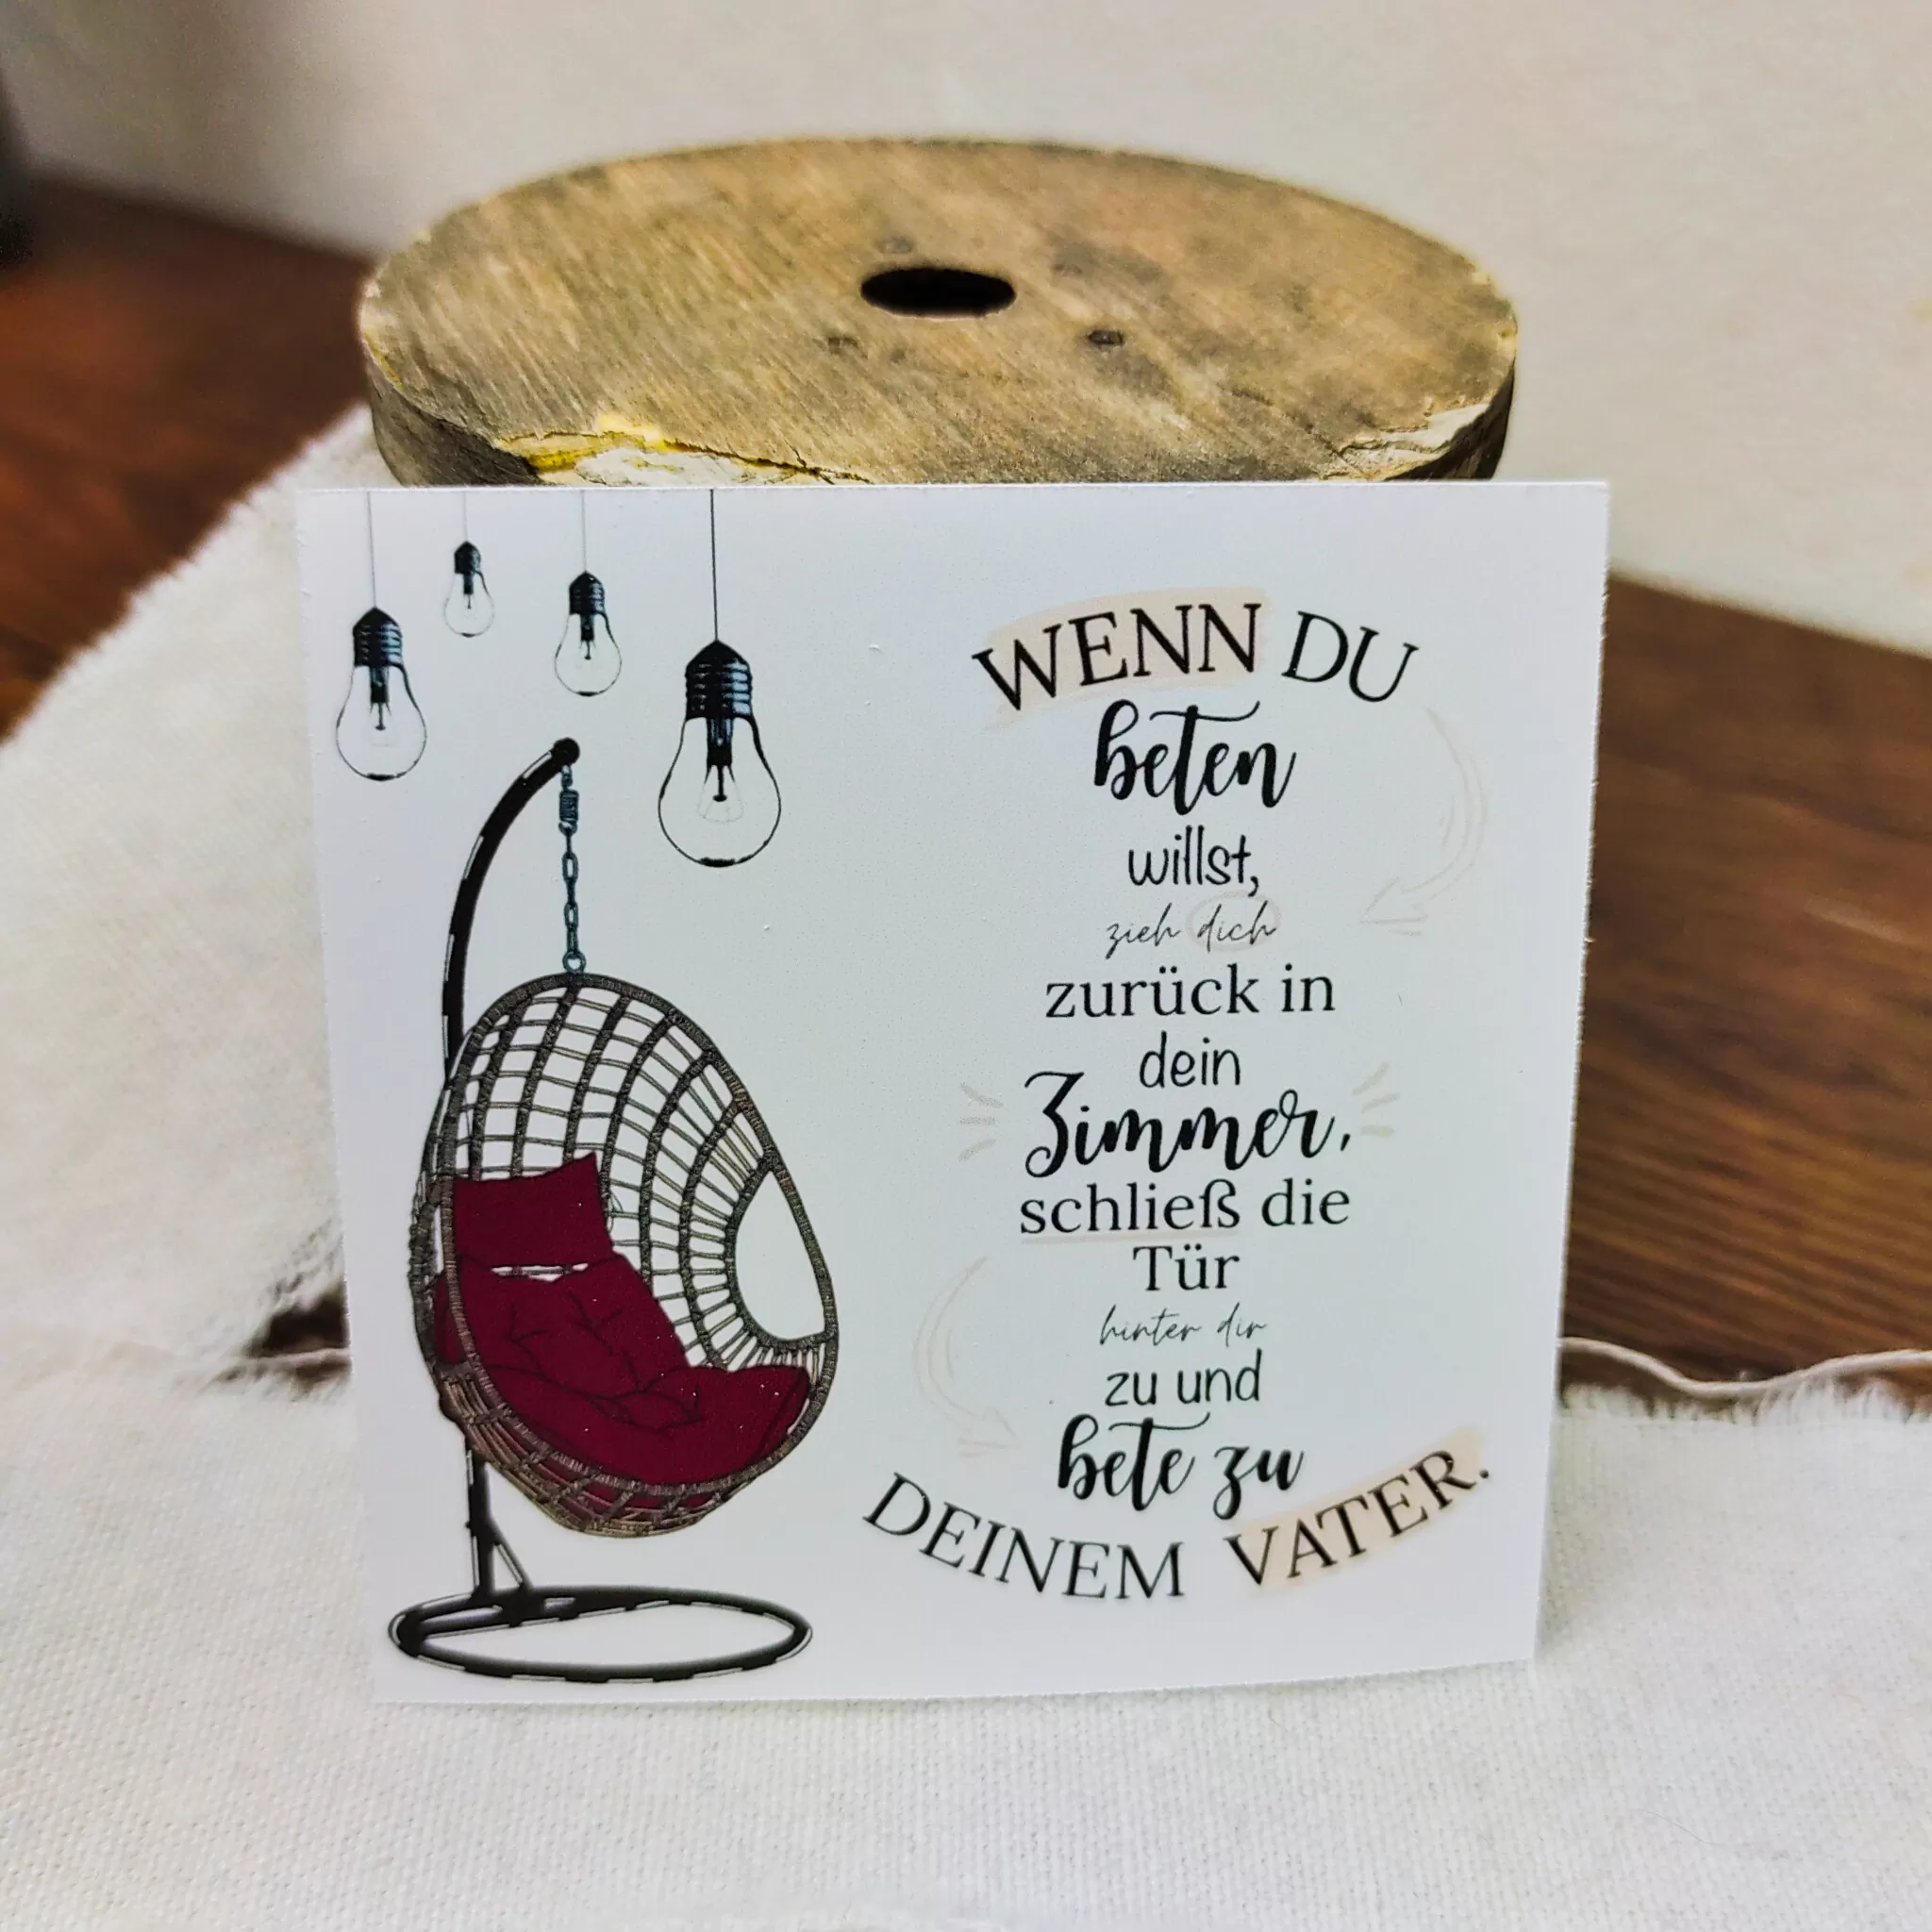 WENN DU
beten
willst,
zieh dich
zurück in
dein
Zimmer,
schließ die
Tür
hinter dir
zu und
bete zu
DEINEM VATER.